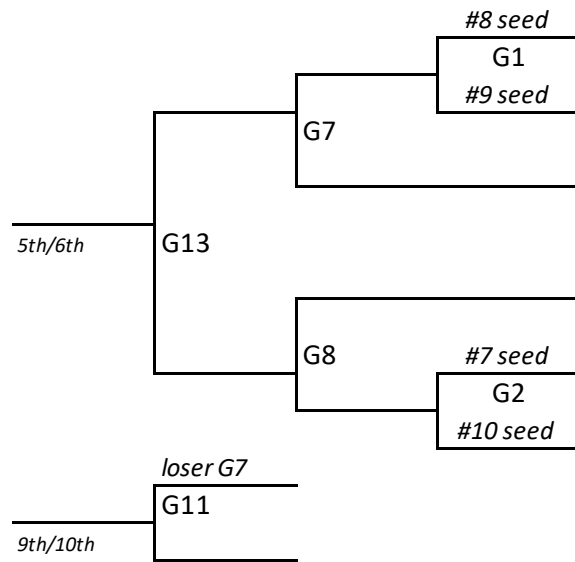 #8 seed
G1
#9 seed
G7
5th/6th
G13
G8
#7 seed
G2
#10 seed
loser G7
G11
9th/10th